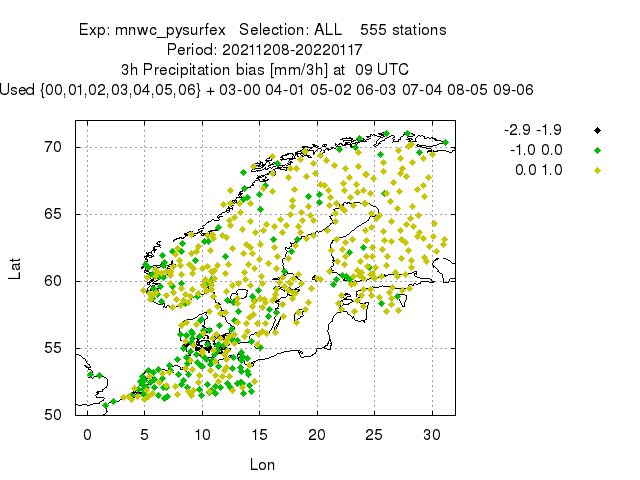 Exp: mnwc_pysurfex   Selection: ALL    555 stations
Period: 20211208-20220117
3h Precipitation bias [mm/3h] at  09 UTC
Used {00,01,02,03,04,05,06} + 03-00 04-01 05-02 06-03 07-04 08-05 09-06
-2.9 -1.9
-1.0 0.0
0.0 1.0
70
65
60
55
50
Lat
0 5 10 15 20 25 30
Lon